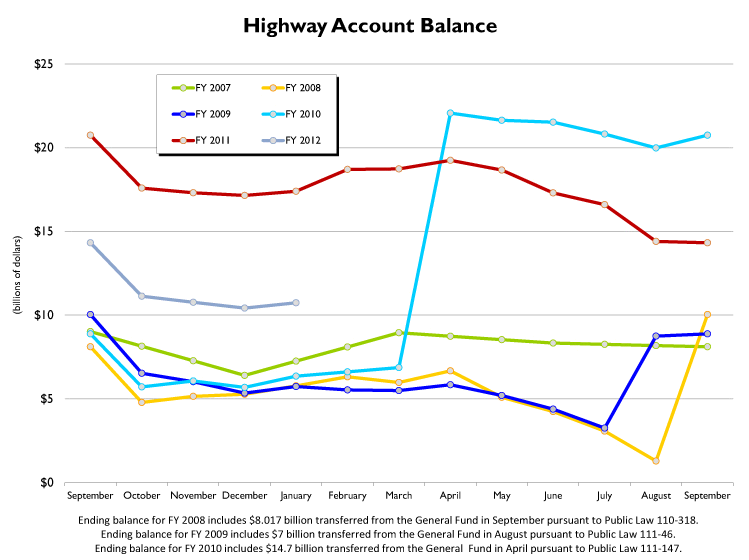 Highway Account Balance
$25
FY 2007 FY 2008
FY 2009 FY 2010
FY 2011 FY 2012
$20
$15
$10
$5
$0
(billions of dollars)
September October November December January February March April May June July August September
Ending balance for FY 2008 includes $8.017 billion transferred from the General Fund in September pursuant to Public Law 110-318.
Ending balance for FY 2009 includes $7 billion transferred from the General Fund in August pursuant to Public Law 111-46.
Ending balance for FY 2010 includes $14.7 billion transferred from the General Fund in April pursuant to Public Law 111-147.